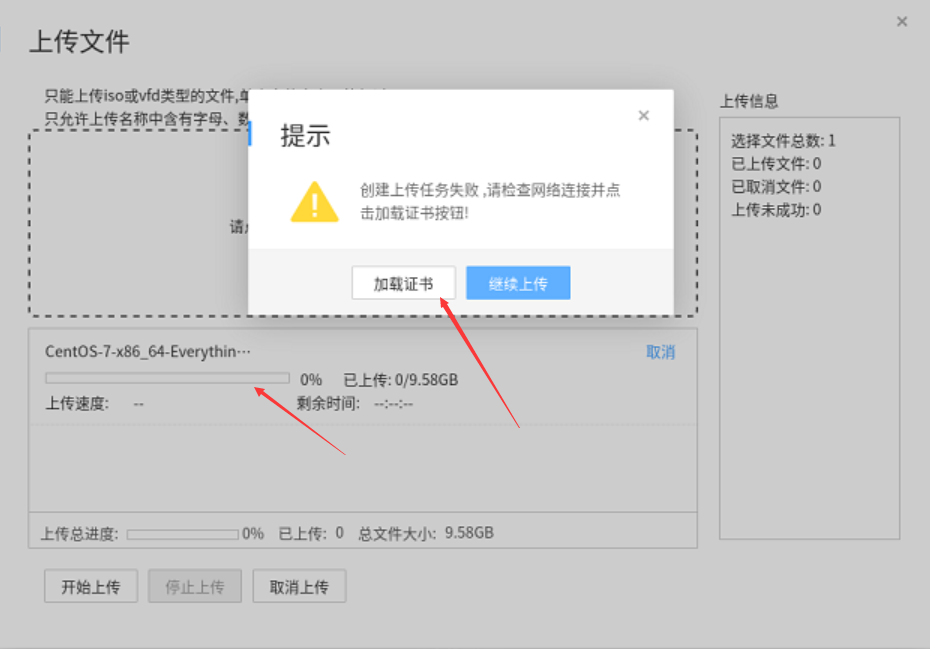 上传文件
只能上传iso或vfd类型的文件,单
只允许上传名称中含有字母、数
请
提示
创建上传任务失败 ,请检查网络连接并点
击加载证书按钮!
加载证书
继续上传
上传信息
选择文件总数: 1
已上传文件: 0
已取消文件: 0
上传未成功: 0
CentOS-7-x86_64-Everythin…
取消
0% 已上传: 0/9.58GB
上传速度: -- 剩余时间: --:--:--
上传总进度: 0% 已上传: 0 总文件大小: 9.58GB
开始上传 停止上传 取消上传